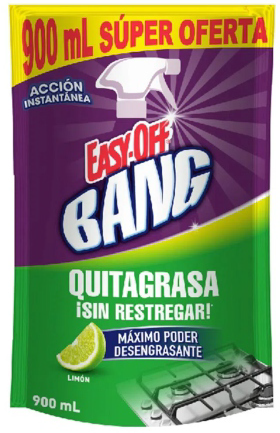 900 mL SÚPER OFERTA
ACCIÓN
INSTANTÁNEA
EASY-OFF
BANG
QUITAGRASA
¡SIN RESTREGAR!
MÁXIMO PODER
DESENGRASANTE
LIMÓN
900 mL